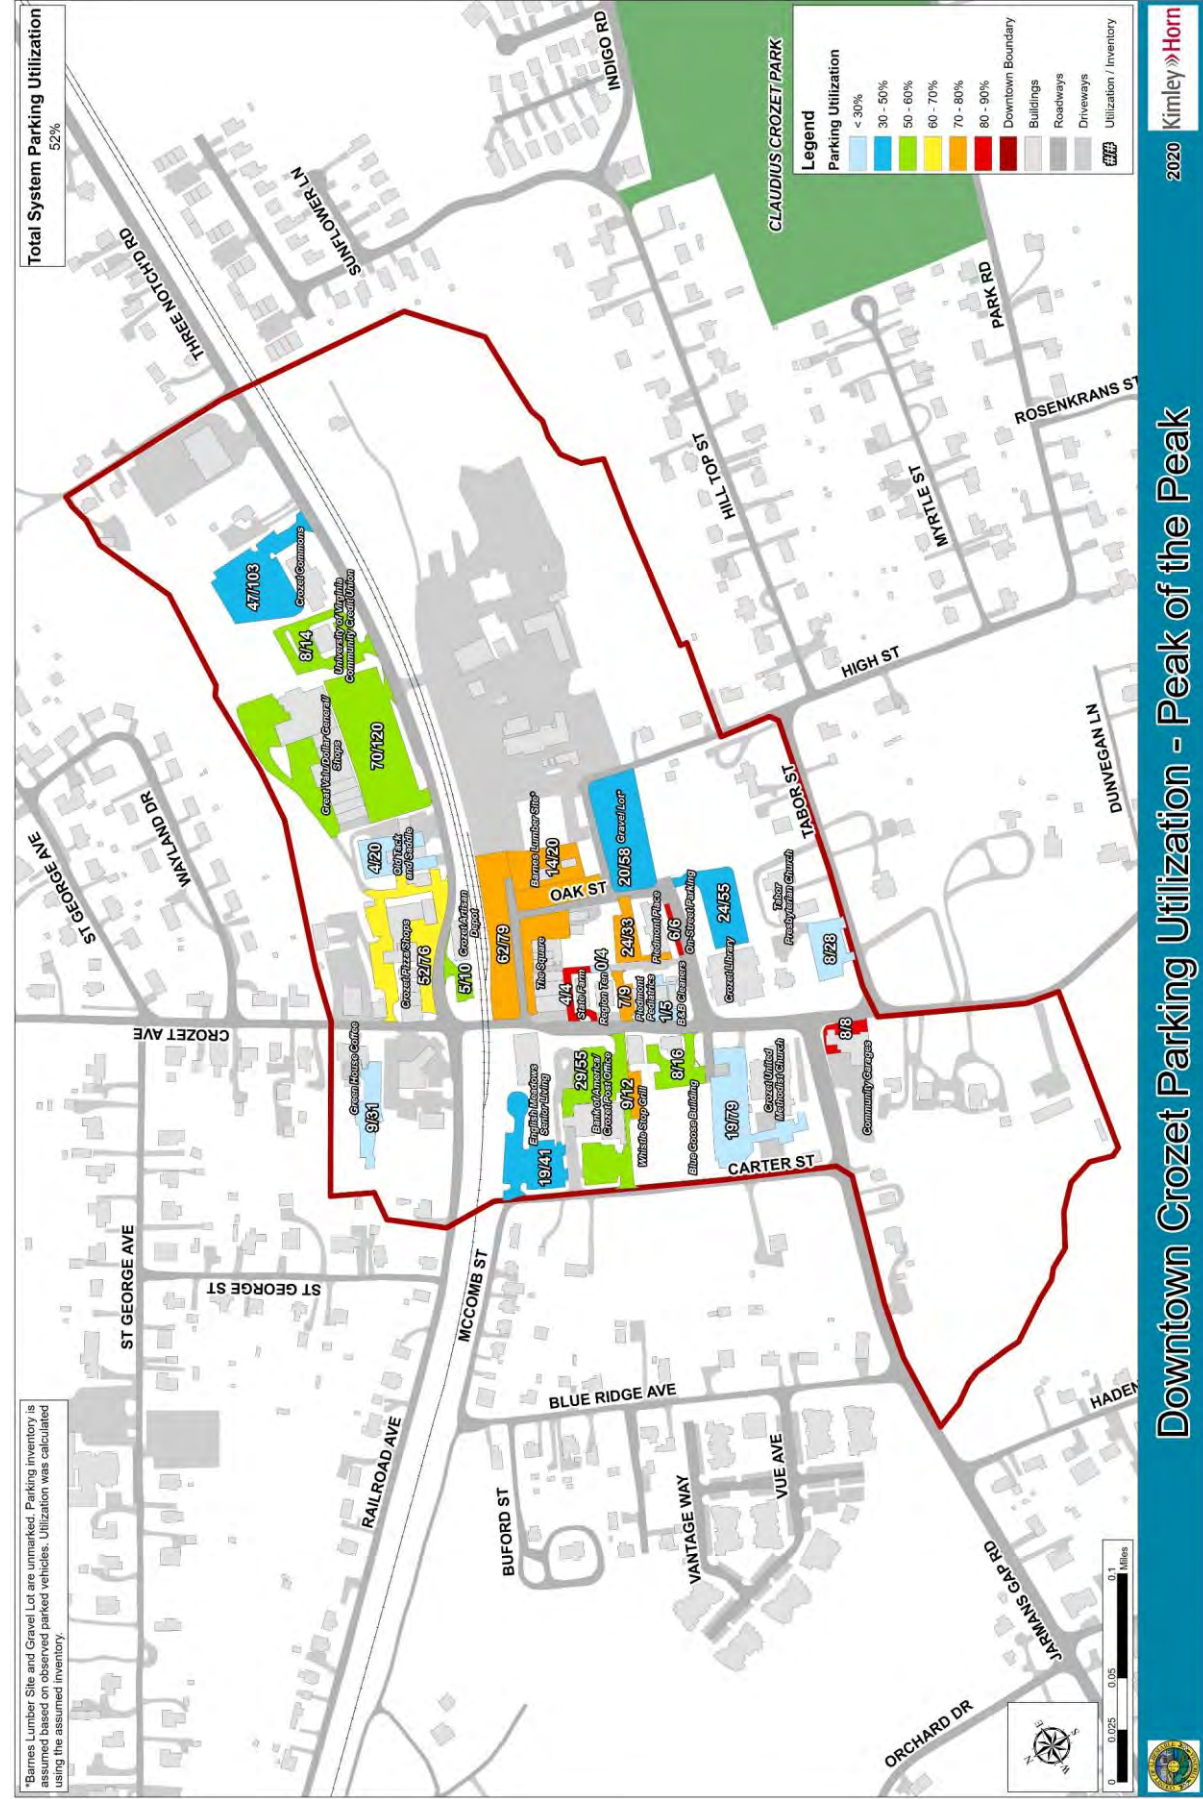 Total System Parking Utilization
52%
*Barnes Lumber Site and Gravel Lot are unmarked. Parking inventory is
assumed based on observed parked vehicles. Utilization was calculated
using the assumed inventory.
ST GEORGE AVE
ST GEORGE AVE
WAYLAND DR
CROZET AVE
ST GEORGE ST
RAILROAD AVE
MCCOMB ST
BUFORD ST
BLUE RIDGE AVE
VANTAGE WAY
VUE AVE
JARMANS GAP RD
ORCHARD DR
HADEN
CARTER ST
TABOR ST
OAK ST
HIGH ST
DUNVEGAN LN
HILL TOP ST
MYRTLE ST
ROSENKRANS ST
PARK RD
INDIGO RD
SUNFLOWER LN
THREE NOTCH'D RD
CLAUDIUS CROZET PARK
47/103
Crozet Commons
8/14
University of Virginia
Community Credit Union
Great Valu/Dollar General/
Shops
70/120
4/20
Old Tack
and Saddle
Crozet Pizza/Shops
52/76
5/10
Crozet Artisan
Depot
Green House Coffee
9/31
62/79
Barnes Lumber Site*
14/20
The Square
20/58
Gravel Lot*
4/4
State Farm
Region Ten
0/4
24/33
Piedmont Place
7/9
Piedmont
Pediatrics
1/5
B&B Cleaners
6/6
On-Street Parking
24/55
Crozet Library
Tabor
Presbyterian Church
8/28
English Meadows
Senior Living
19/41
29/55
Bank of America/
Crozet Post Office
9/12
Whistle Stop Grill
8/16
Blue Goose Building
19/79
Crozet United
Methodist Church
8/8
Community Garages
Legend
Parking Utilization
< 30%
30 - 50%
50 - 60%
60 - 70%
70 - 80%
80 - 90%
Downtown Boundary
Buildings
Roadways
Driveways
#/# Utilization / Inventory
N
E
S
W
0 0.025 0.05 0.1
Miles
Downtown Crozet Parking Utilization - Peak of the Peak
2020
Kimley»Horn